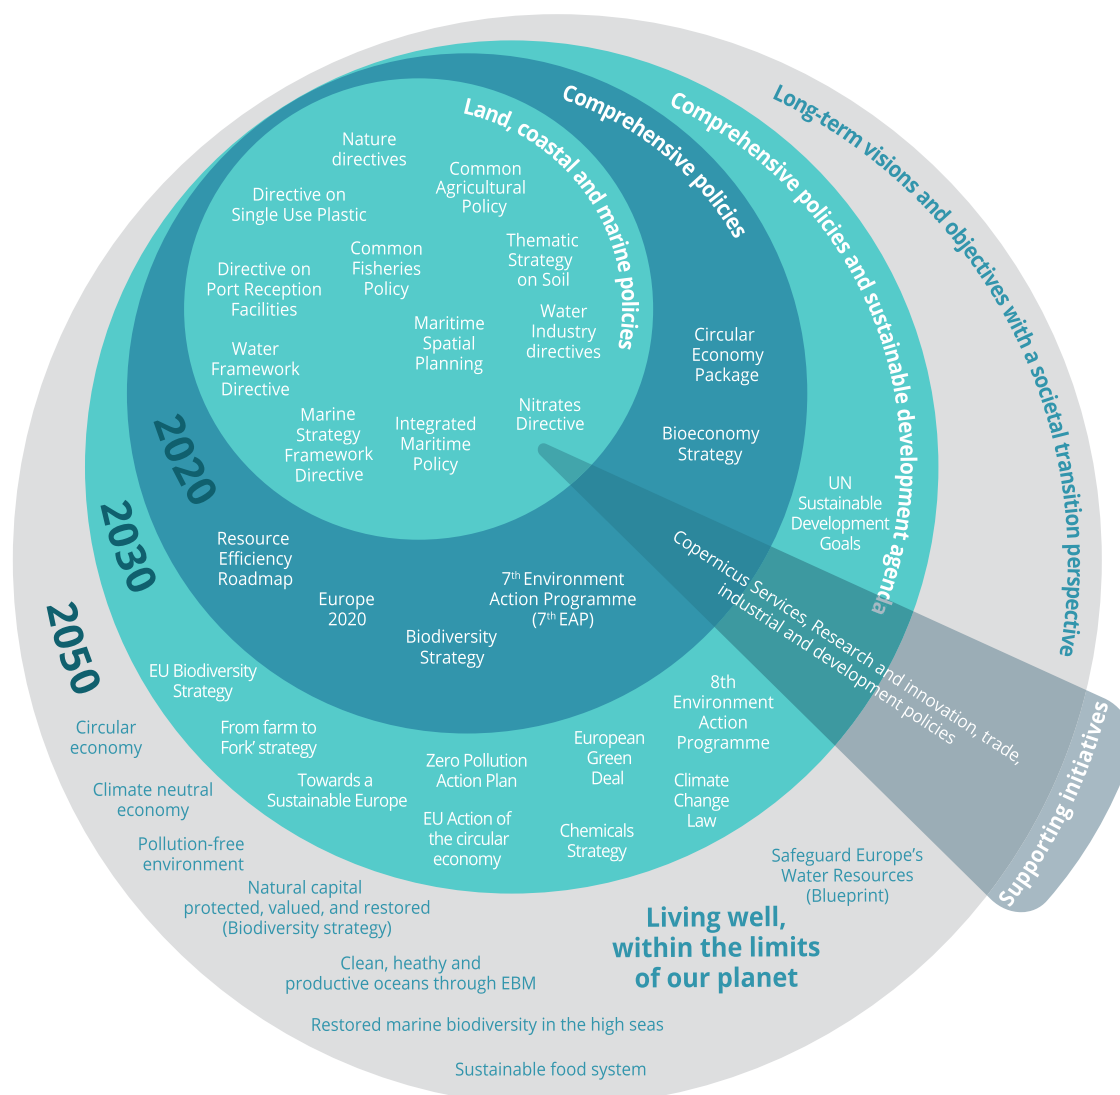 Long-term visions and objectives with a societal transition perspective
Comprehensive policies and sustainable development agenda
Comprehensive policies
Land, coastal and marine policies
Nature
directives
Common
Agricultural
Policy
Directive on
Single Use Plastic
Common
Fisheries
Policy
Thematic
Strategy
on Soil
Directive on
Port Reception
Facilities
Water
Industry
directives
Maritime
Spatial
Planning
Water
Framework
Directive
Nitrates
Directive
Marine
Strategy
Framework
Directive
Integrated
Maritime
Policy
Circular
Economy
Package
Bioeconomy
Strategy
2020
UN
Sustainable
Development
Goals
2030
Resource
Efficiency
Roadmap
Europe
2020
Biodiversity
Strategy
7th Environment
Action Programme
(7th EAP)
Copernicus Services, Research and innovation, trade,
industrial and development policies
Supporting initiatives
2050
EU Biodiversity
Strategy
From farm to
Fork’ strategy
Towards a
Sustainable Europe
Zero Pollution
Action Plan
EU Action of
the circular
economy
European
Green
Deal
Chemicals
Strategy
8th
Environment
Action
Programme
Climate
Change
Law
Circular
economy
Climate neutral
economy
Pollution-free
environment
Natural capital
protected, valued, and restored
(Biodiversity strategy)
Clean, heathy and
productive oceans through EBM
Restored marine biodiversity in the high seas
Sustainable food system
Safeguard Europe’s
Water Resources
(Blueprint)
Living well,
within the limits
of our planet